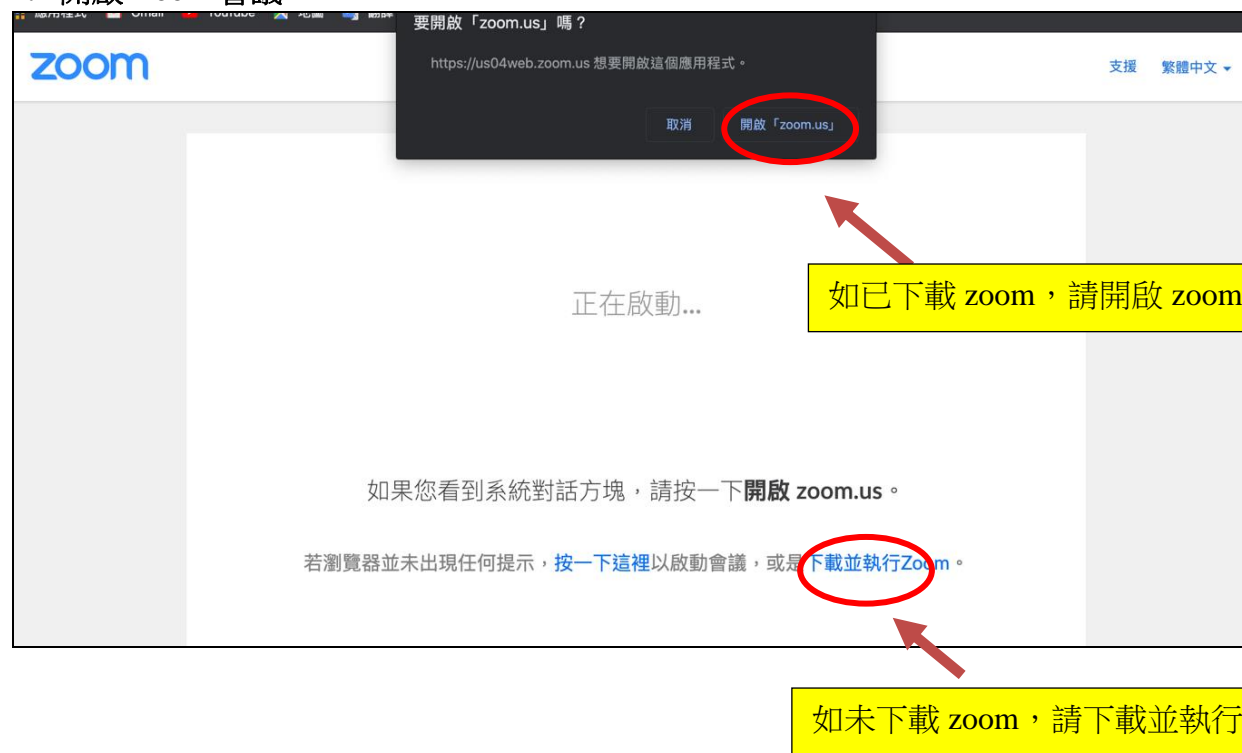 要開啟「zoom.us」嗎？
zoom
https://us04web.zoom.us 想要開啟這個應用程式。
支援 繁體中文
取消 開啟「zoom.us」
如已下載 zoom，請開啟 zoom
正在啟動...
如果您看到系統對話方塊，請按一下開啟 zoom.us。
若瀏覽器並未出現任何提示，按一下這裡以啟動會議，或是下載並執行Zoom。
如未下載 zoom，請下載並執行